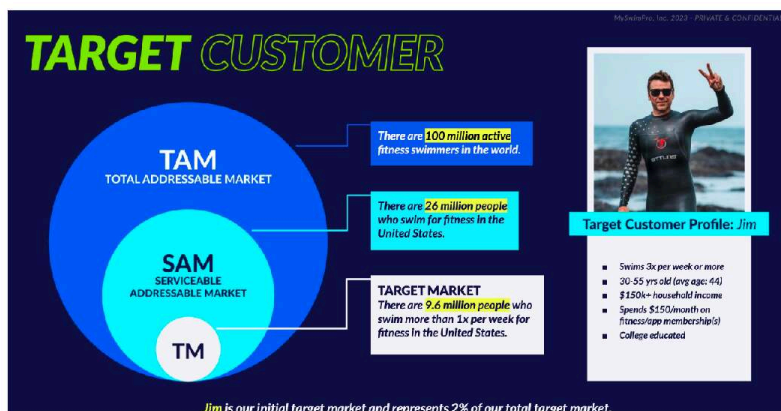 MySwimPro, Inc. 2023 - PRIVATE & CONFIDENTIAL
TARGET CUSTOMER
TAM
TOTAL ADDRESSABLE MARKET
SAM
SERVICEABLE
ADDRESSABLE MARKET
TM
There are 100 million active
fitness swimmers in the world.
There are 26 million people
who swim for fitness in the
United States.
TARGET MARKET
There are 9.6 million people who
swim more than 1x per week for
fitness in the United States.
Target Customer Profile: Jim
Swims 3x per week or more
30-55 yrs old (avg age: 44)
$150k+ household income
Spends $150/month on
fitness/app membership(s)
College educated
Jim is our initial target market and represents 2% of our total target market.